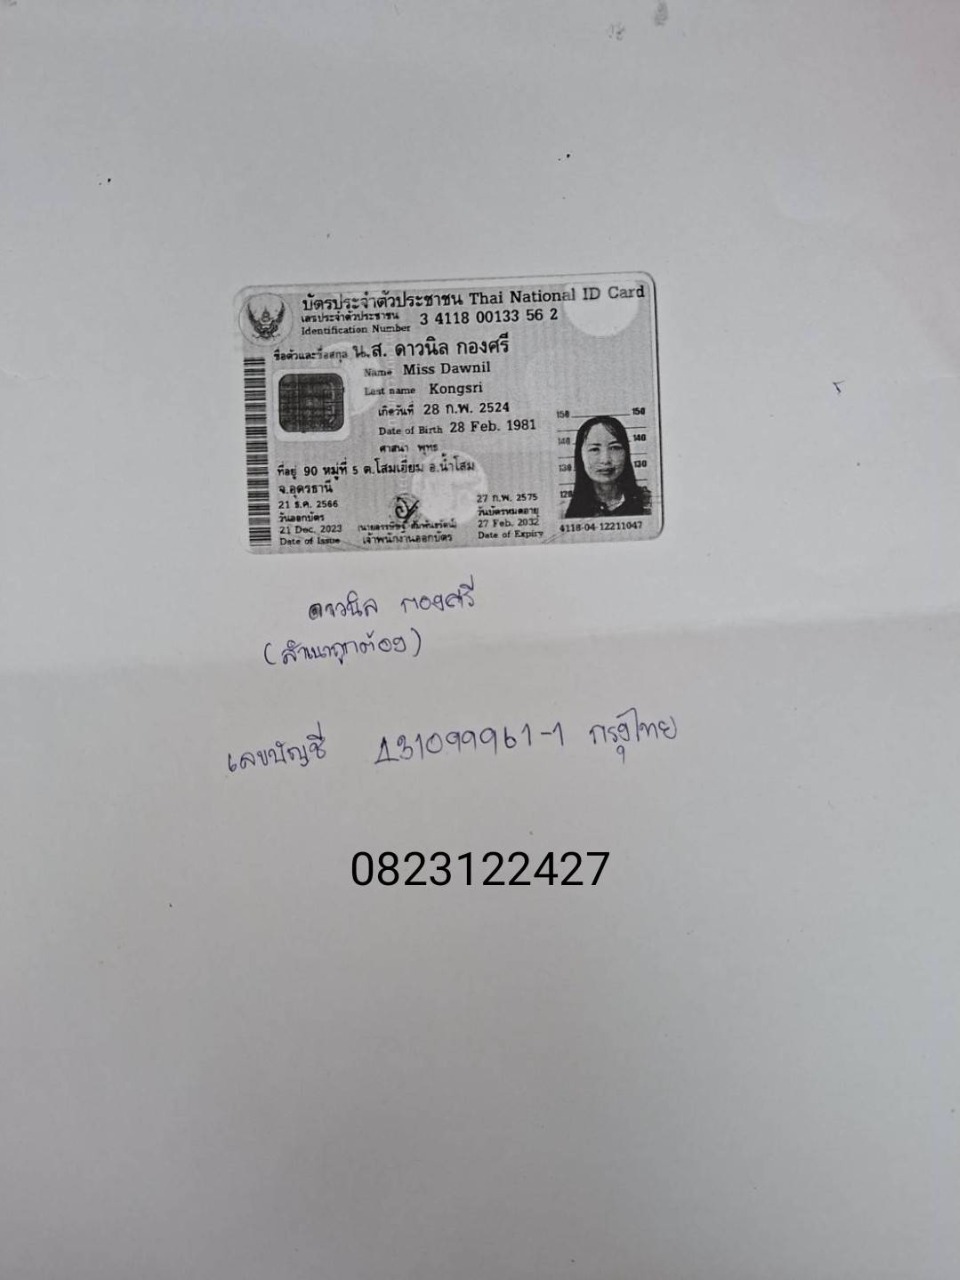 บัตรประจำตัวประชาชน Thai National ID Card
เลขประจำตัวประชาชน 3 4118 00133 56 2
Identification Number
ชื่อตัวและชื่อสกุล น.ส. ดาวนิล กองศรี
Name Miss Dawnil
Last name Kongsri
เกิดวันที่ 28 ก.พ. 2524
Date of Birth 28 Feb. 1981
ศาสนา พุทธ
ที่อยู่ 90 หมู่ที่ 5 ต.โสมเยี่ยม อ.น้ำโสม
จ.อุดรธานี
21 ธ.ค. 2566
วันออกบัตร
21 Dec. 2023
Date of Issue
เจ้าพนักงานออกบัตร
27 ก.พ. 2575
วันบัตรหมดอายุ
27 Feb. 2032
Date of Expiry
150 150
140 140
130 130
120
4118-04-12211047
ดาวนิล กองศรี
(สำเนาถูกต้อง)
เลขบัญชี 431099961-1 กรุงไทย
0823122427